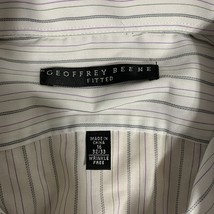 GEOFFREY BEENE
FITTED
MADE IN
CHINA
16
32/33
WRINKLE
FREE